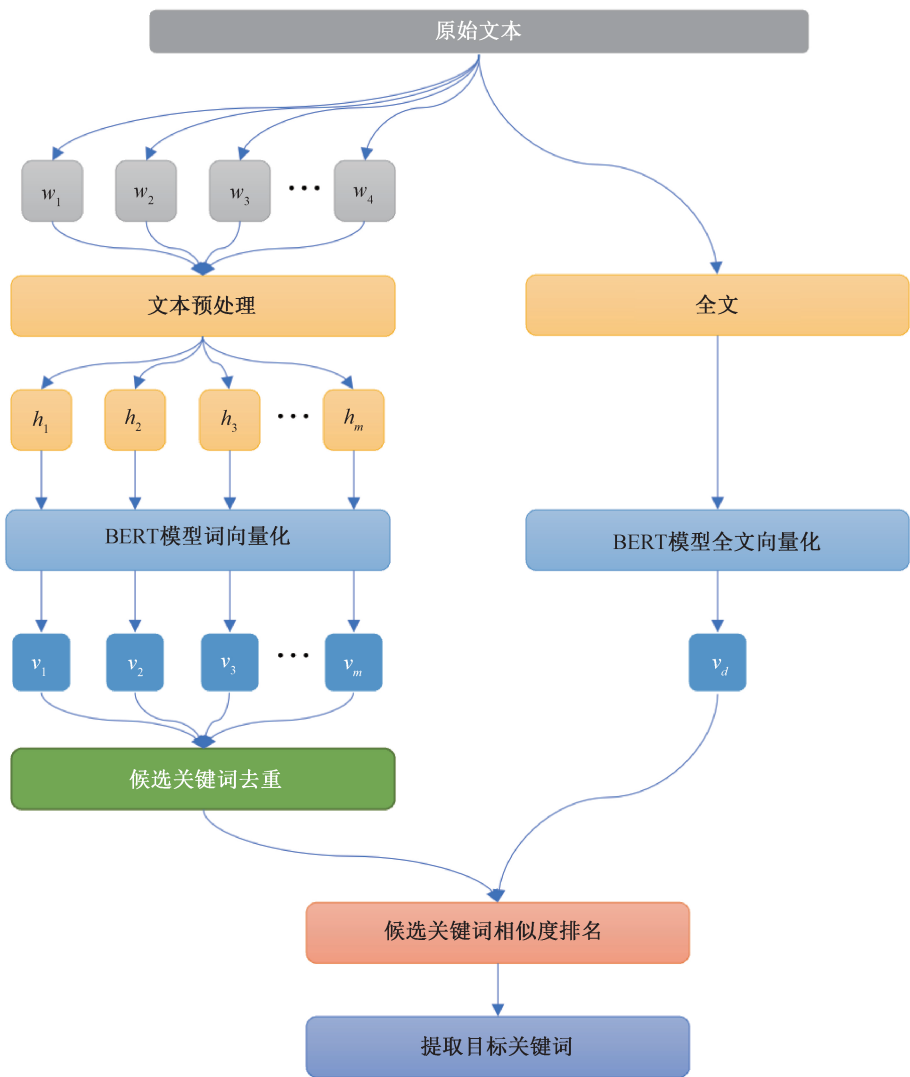 原始文本
w1 w2 w3 ··· w4
文本预处理
全文
h1 h2 h3 ··· hm
BERT模型词向量化
BERT模型全文向量化
v1 v2 v3 ··· vm
vd
候选关键词去重
候选关键词相似度排名
提取目标关键词